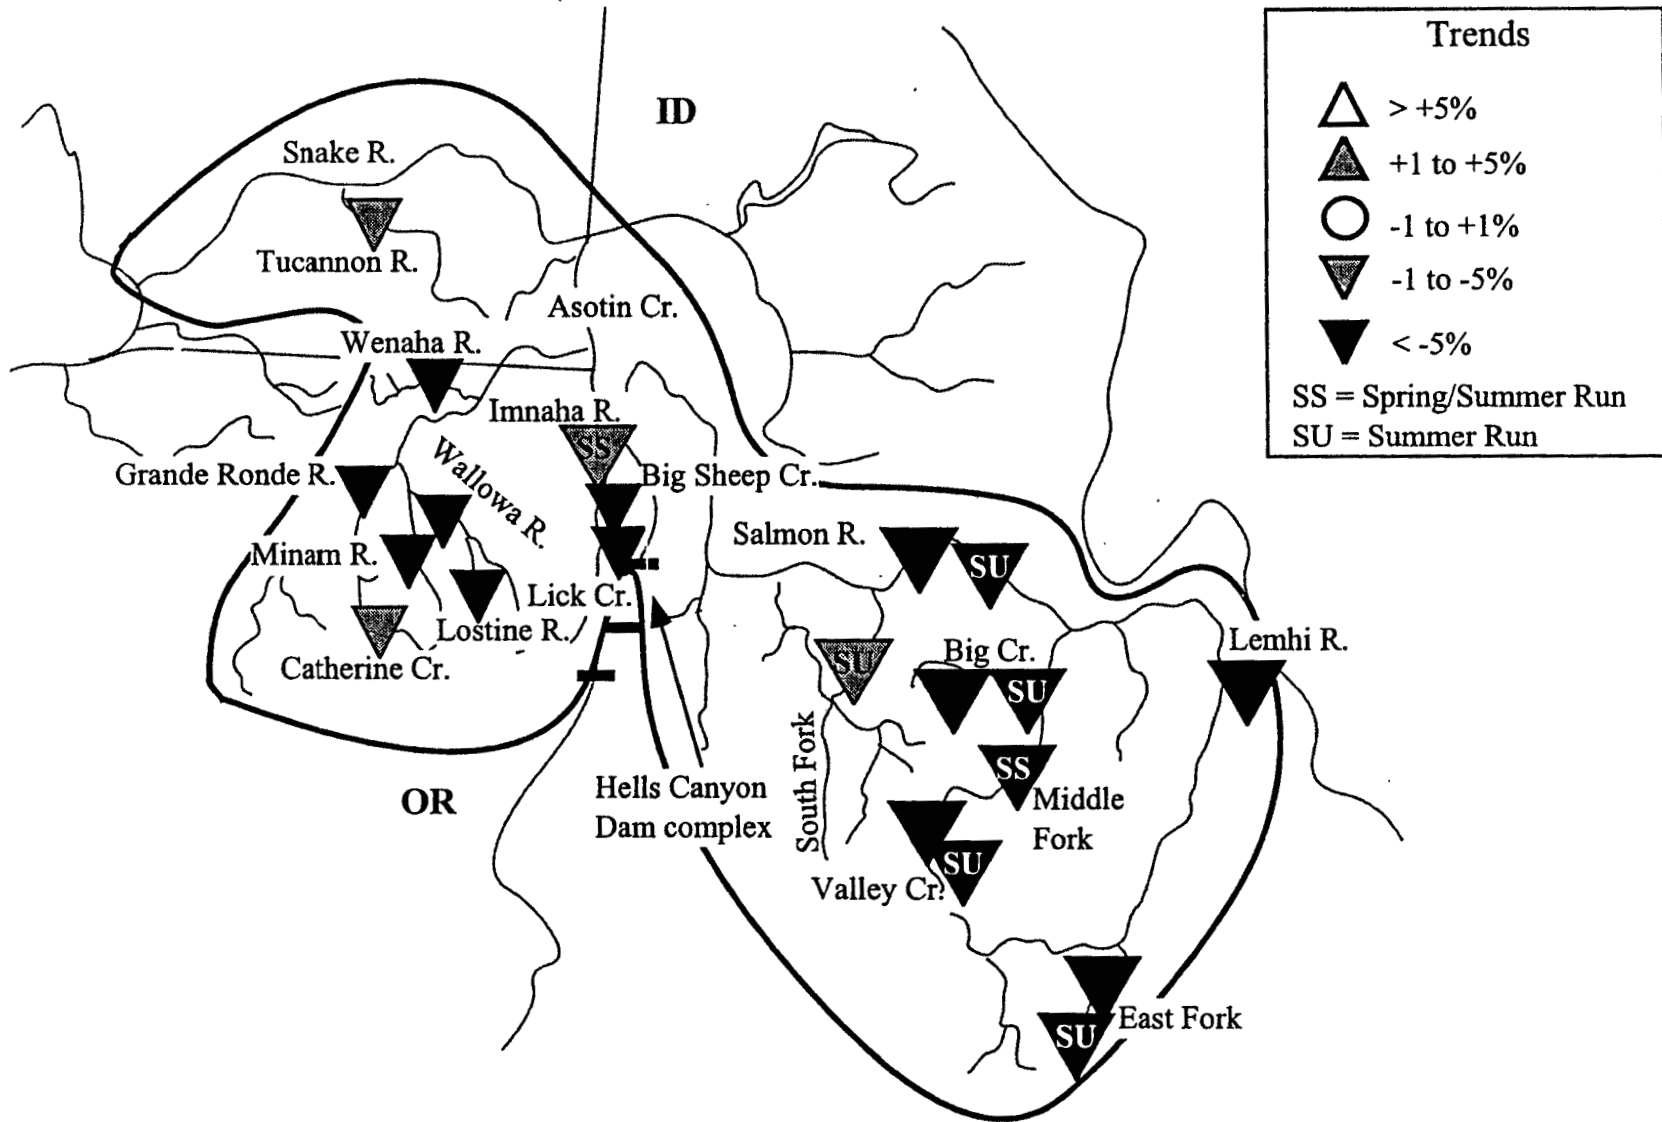 Trends
> +5%
+1 to +5%
-1 to +1%
-1 to -5%
< -5%
SS = Spring/Summer Run
SU = Summer Run
ID
Snake R.
Tucannon R.
Asotin Cr.
Wenaha R.
Imnaha R.
SS
Grande Ronde R.
Wallowa R.
Big Sheep Cr.
Minam R.
Salmon R.
SU
Lick Cr.
Lostine R.
Catherine Cr.
Lemhi R.
SU
Big Cr.
SU
South Fork
SS
Middle
Fork
OR
Hells Canyon
Dam complex
SU
Valley Cr.
East Fork
SU